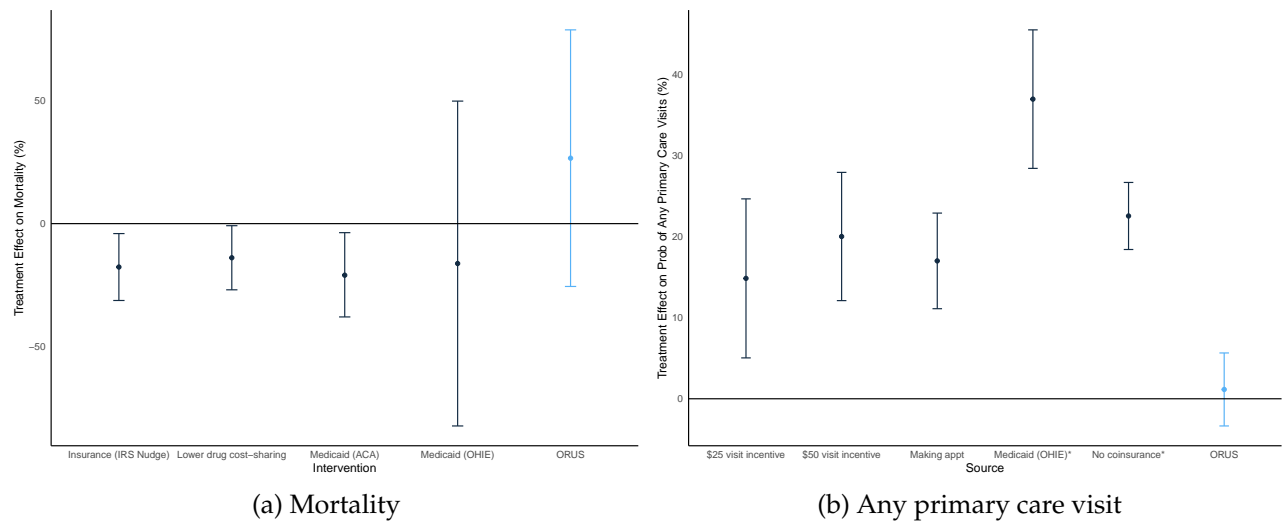 Treatment Effect on Mortality (%)
50
0
−50
Insurance (IRS Nudge) Lower drug cost−sharing Medicaid (ACA) Medicaid (OHIE) ORUS
Intervention
(a) Mortality
Treatment Effect on Prob of Any Primary Care Visits (%)
40
30
20
10
0
$25 visit incentive $50 visit incentive Making appt Medicaid (OHIE)* No coinsurance* ORUS
Source
(b) Any primary care visit